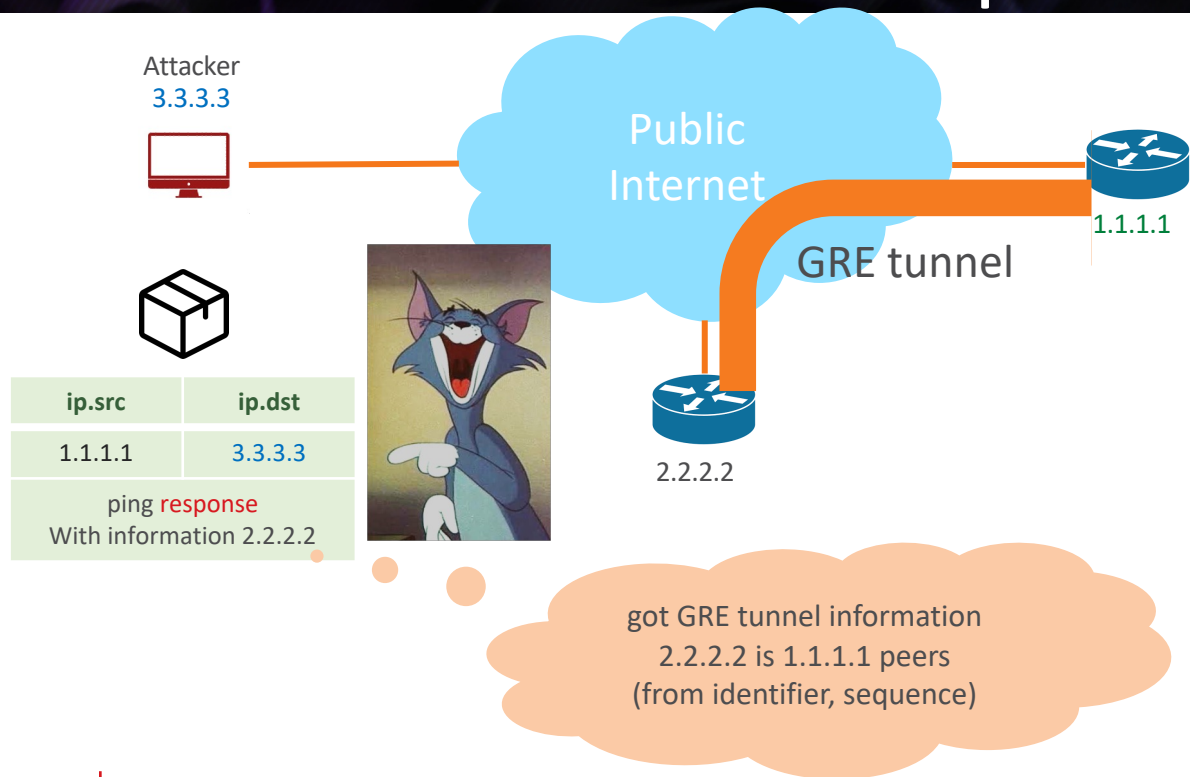 Attacker
3.3.3.3
Public
Internet
1.1.1.1
GRE tunnel
2.2.2.2
ip.src ip.dst
1.1.1.1 3.3.3.3
ping response
With information 2.2.2.2
got GRE tunnel information
2.2.2.2 is 1.1.1.1 peers
(from identifier, sequence)